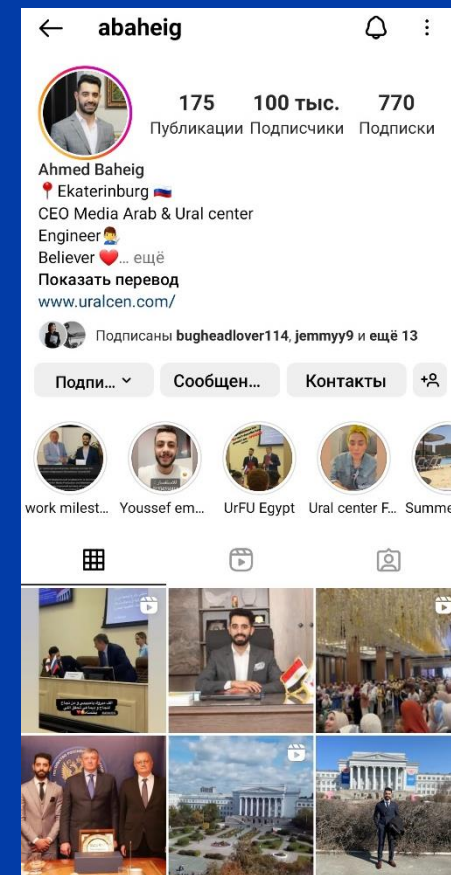 abaheig
175 100 тыс. 770
Публикации Подписчики Подписки
Ahmed Baheig
📍 Ekaterinburg 🇷🇺
CEO Media Arab & Ural center
Engineer👨‍🎓
Believer ❤️... ещё
Показать перевод
www.uralcen.com/
Подписаны bugheadlover114, jemmyy9 и ещё 13
Подпи... Сообщен... Контакты
work milest... Youssef em... UrFU Egypt Ural center F... Summe